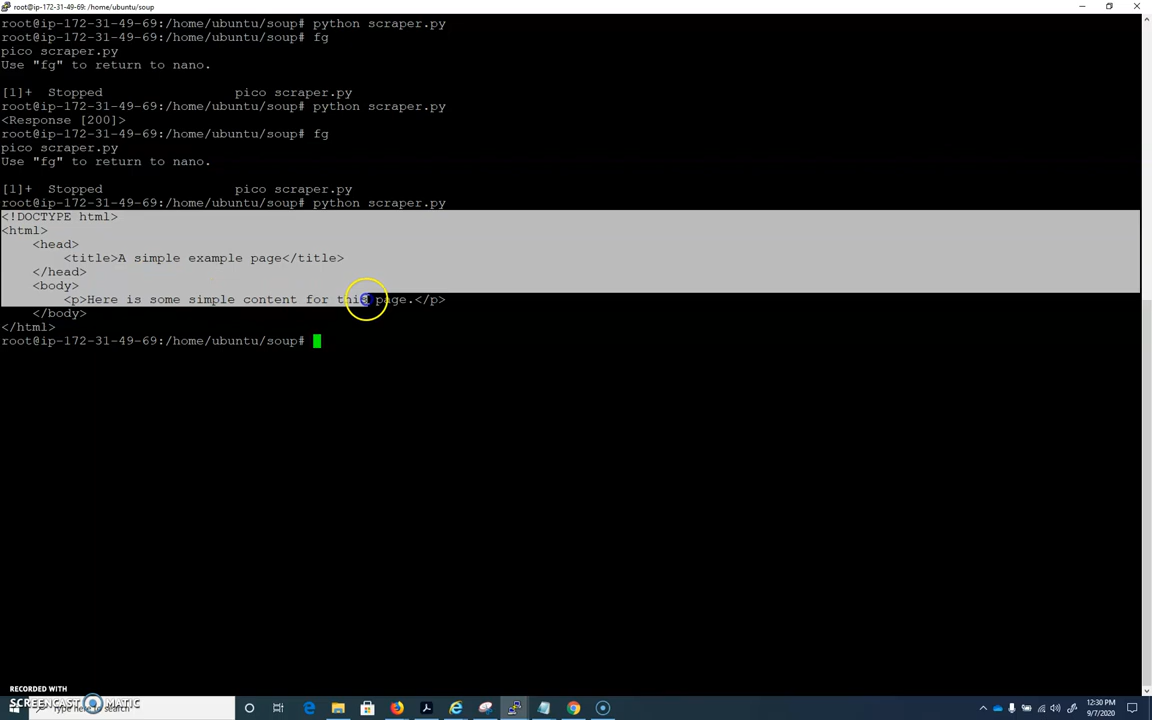 root@ip-172-31-49-69: /home/ubuntu/soup
root@ip-172-31-49-69:/home/ubuntu/soup# python scraper.py
root@ip-172-31-49-69:/home/ubuntu/soup# fg
pico scraper.py
Use "fg" to return to nano.
[1]+  Stopped                 pico scraper.py
root@ip-172-31-49-69:/home/ubuntu/soup# python scraper.py
<Response [200]>
root@ip-172-31-49-69:/home/ubuntu/soup# fg
pico scraper.py
Use "fg" to return to nano.
[1]+  Stopped                 pico scraper.py
root@ip-172-31-49-69:/home/ubuntu/soup# python scraper.py
<!DOCTYPE html>
<html>
    <head>
        <title>A simple example page</title>
    </head>
    <body>
        <p>Here is some simple content for this page.</p>
    </body>
</html>
root@ip-172-31-49-69:/home/ubuntu/soup#
RECORDED WITH
SCREENCAST MATIC
Type here to search
12:30 PM
9/7/2020